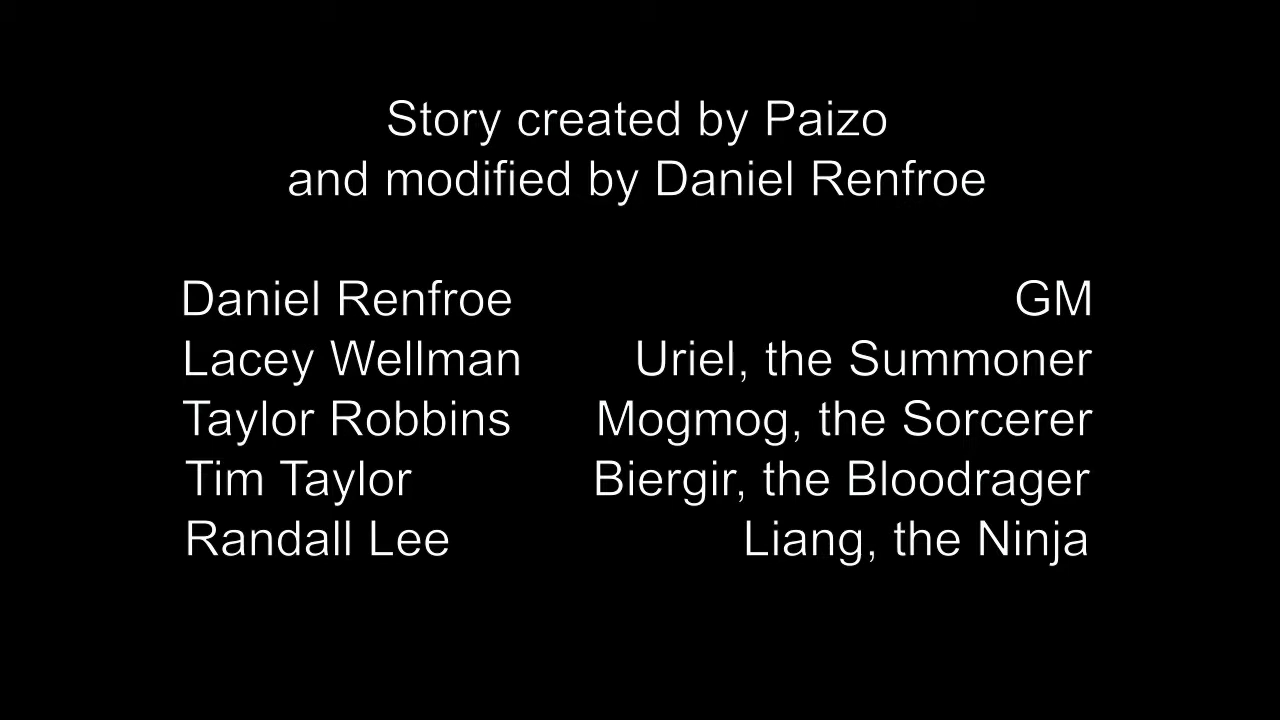 Story created by Paizo
and modified by Daniel Renfroe
Daniel Renfroe GM
Lacey Wellman Uriel, the Summoner
Taylor Robbins Mogmog, the Sorcerer
Tim Taylor Biergir, the Bloodrager
Randall Lee Liang, the Ninja